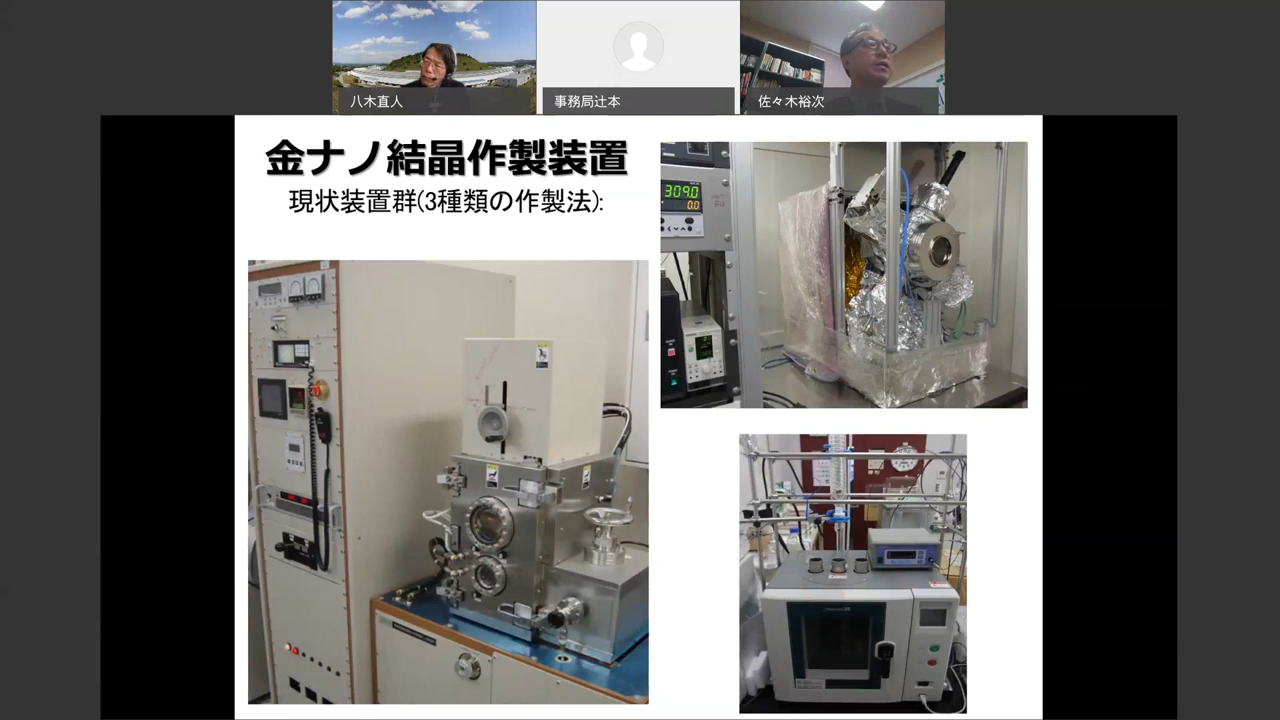 八木直人
事務局辻本
佐々木裕次
金ナノ結晶作製装置
現状装置群(3種類の作製法):
309.0
0.0